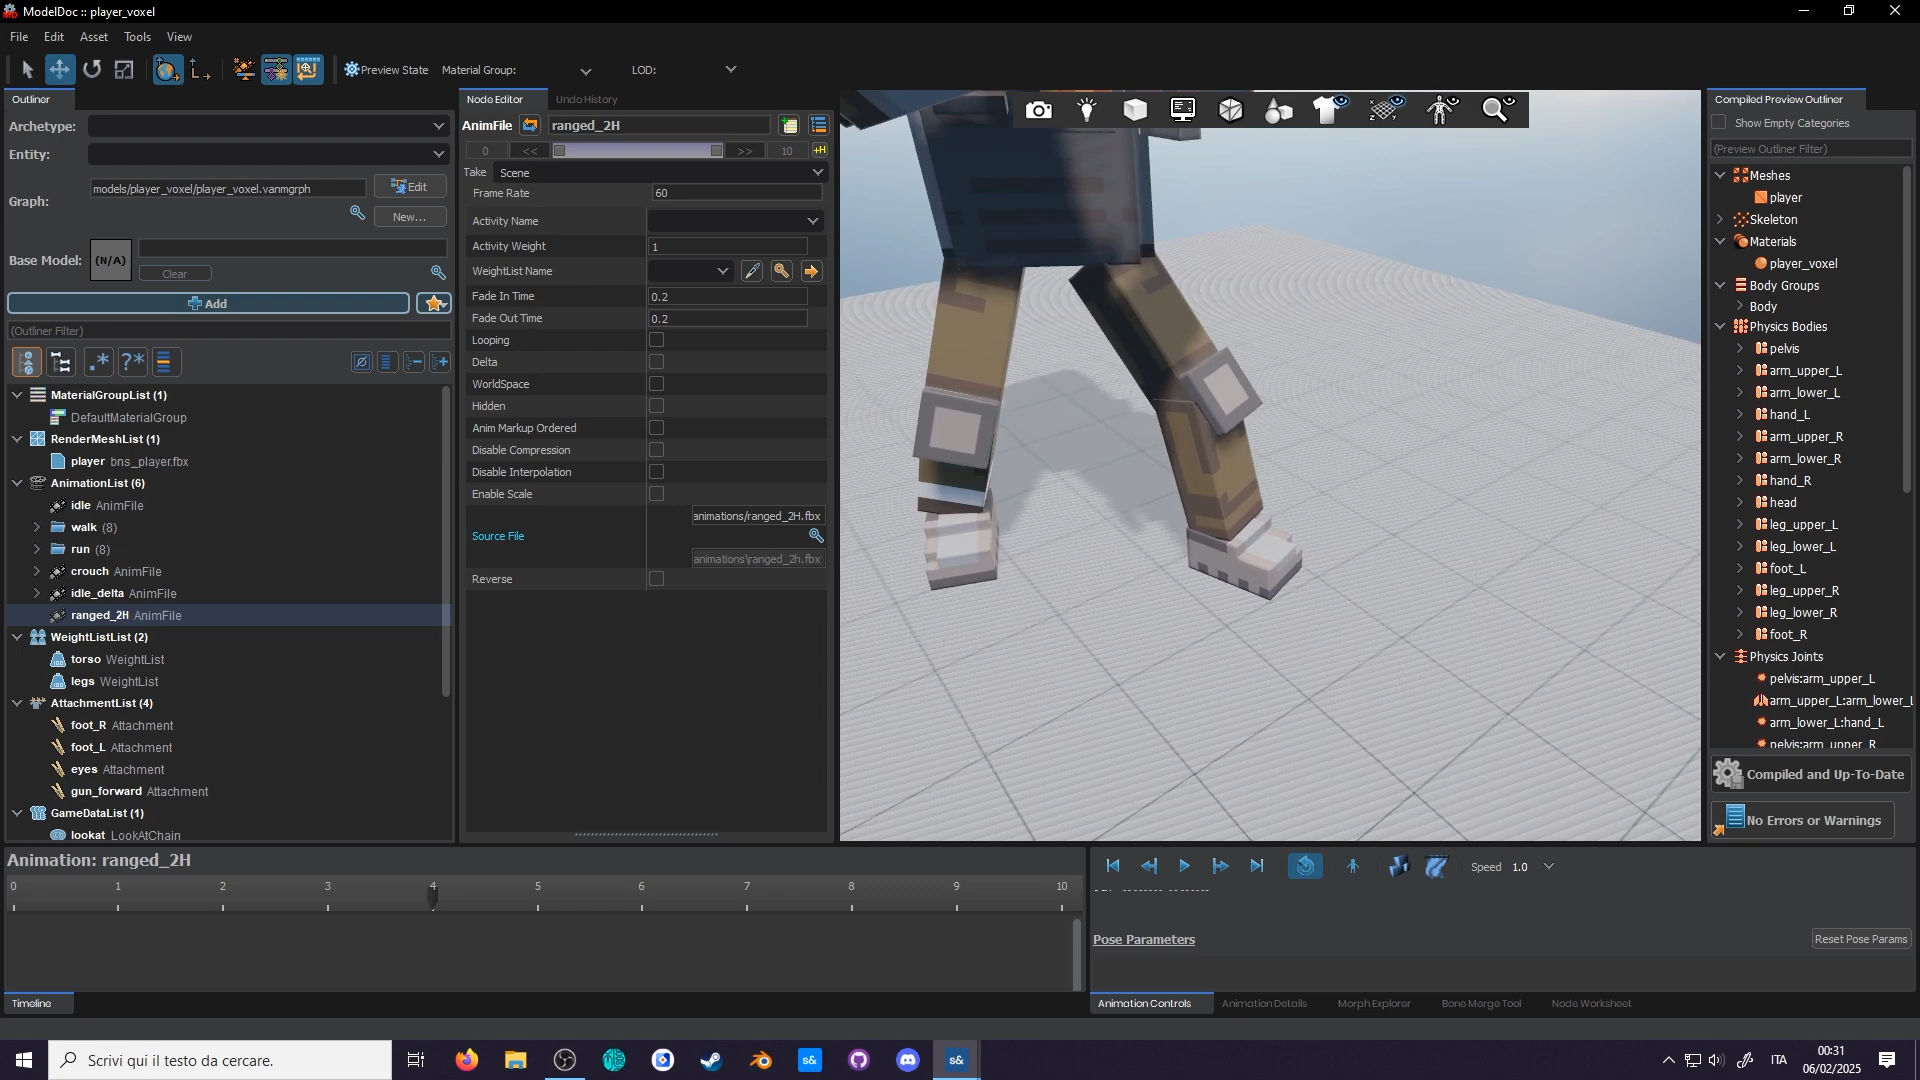 ModelDoc :: player_voxel
File Edit Asset Tools View
Preview State Material Group: LOD:
Outliner
Archetype:
Entity:
Graph: models/player_voxel/player_voxel.vanmgrph Edit
New...
Base Model: (N/A)
Clear
Add
(Outliner Filter)
MaterialGroupList (1)
DefaultMaterialGroup
RenderMeshList (1)
player bns_player.fbx
AnimationList (6)
idle AnimFile
walk (8)
run (8)
crouch AnimFile
idle_delta AnimFile
ranged_2H AnimFile
WeightListList (2)
torso WeightList
legs WeightList
AttachmentList (4)
foot_R Attachment
foot_L Attachment
eyes Attachment
gun_forward Attachment
GameDataList (1)
lookat LookAtChain
Node Editor Undo History
AnimFile ranged_2H
0 << >> 10 +H
Take Scene
Frame Rate 60
Activity Name
Activity Weight 1
WeightList Name
Fade In Time 0.2
Fade Out Time 0.2
Looping
Delta
WorldSpace
Hidden
Anim Markup Ordered
Disable Compression
Disable Interpolation
Enable Scale
animations/ranged_2H.fbx
Source File
animations\ranged_2h.fbx
Reverse
Compiled Preview Outliner
Show Empty Categories
(Preview Outliner Filter)
Meshes
player
Skeleton
Materials
player_voxel
Body Groups
Body
Physics Bodies
pelvis
arm_upper_L
arm_lower_L
hand_L
arm_upper_R
arm_lower_R
hand_R
head
leg_upper_L
leg_lower_L
foot_L
leg_upper_R
leg_lower_R
foot_R
Physics Joints
pelvis:arm_upper_L
arm_upper_L:arm_lower_L
arm_lower_L:hand_L
pelvis:arm_upper_R
Compiled and Up-To-Date
No Errors or Warnings
Animation: ranged_2H
0 1 2 3 4 5 6 7 8 9 10
Timeline
Speed 1.0
Pose Parameters Reset Pose Params
Animation Controls Animation Details Morph Explorer Bone Merge Tool Node Worksheet
Scrivi qui il testo da cercare.
s& s&
ITA
00:31
06/02/2025